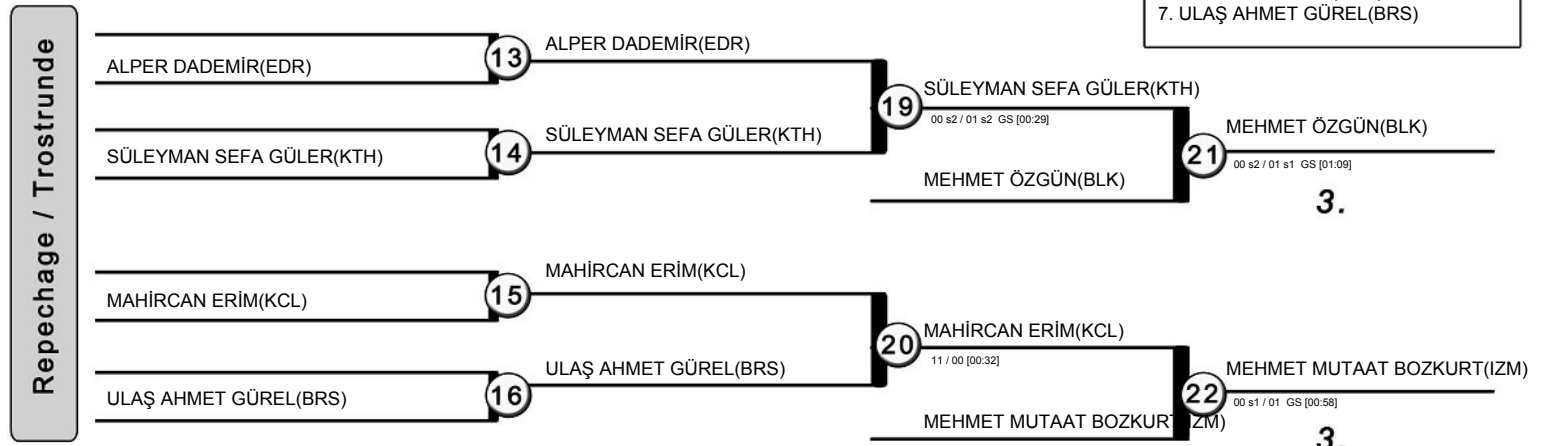 7. ULAŞ AHMET GÜREL(BRS)
Repechage / Trostrunde
ALPER DADEMİR(EDR)
13
ALPER DADEMİR(EDR)
SÜLEYMAN SEFA GÜLER(KTH)
14
SÜLEYMAN SEFA GÜLER(KTH)
19
SÜLEYMAN SEFA GÜLER(KTH)
00 s2 / 01 s2 GS [00:29]
MEHMET ÖZGÜN(BLK)
21
MEHMET ÖZGÜN(BLK)
00 s2 / 01 s1 GS [01:09]
3.
MAHİRCAN ERİM(KCL)
15
MAHİRCAN ERİM(KCL)
ULAŞ AHMET GÜREL(BRS)
16
ULAŞ AHMET GÜREL(BRS)
20
MAHİRCAN ERİM(KCL)
11 / 00 [00:32]
MEHMET MUTAAT BOZKURT(IZM)
22
MEHMET MUTAAT BOZKURT(IZM)
00 s1 / 01 GS [00:58]
3.